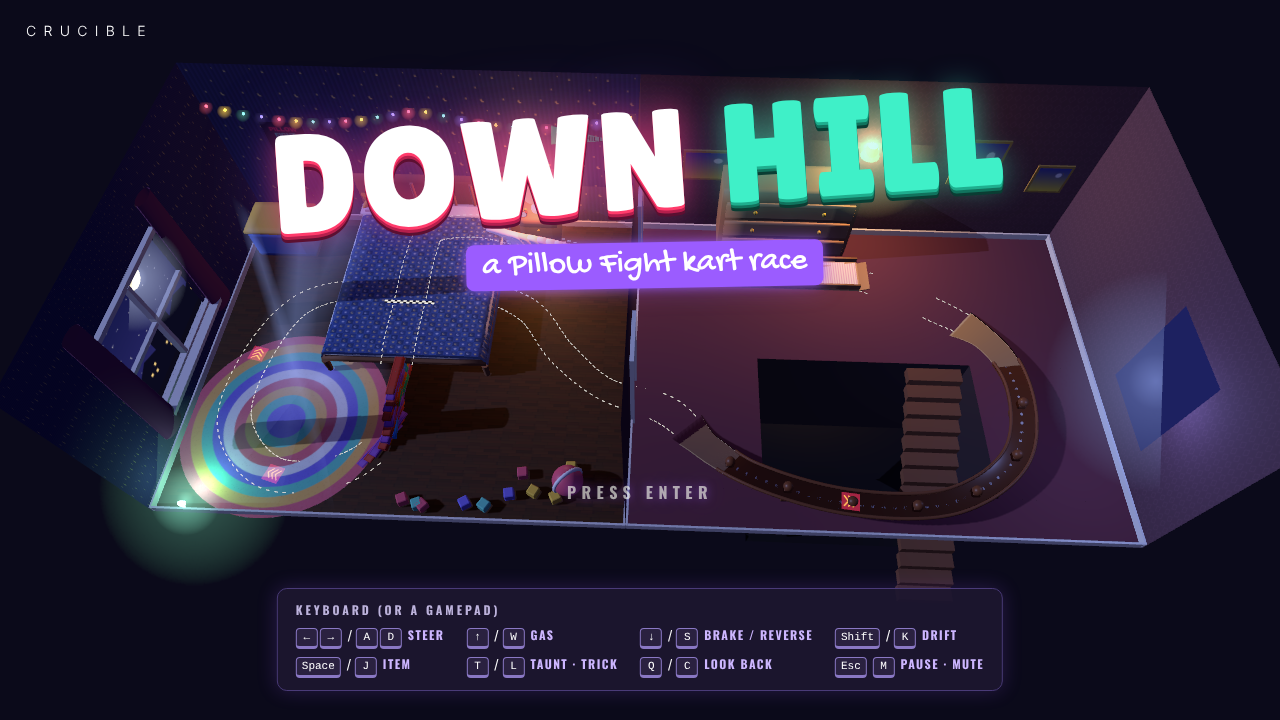 CRUCIBLE
DOWN HILL
a Pillow Fight kart race
PRESS ENTER
KEYBOARD (OR A GAMEPAD)
← → / A D STEER ↑ / W GAS ↓ / S BRAKE / REVERSE Shift / K DRIFT
Space / J ITEM T / L TAUNT · TRICK Q / C LOOK BACK Esc M PAUSE · MUTE